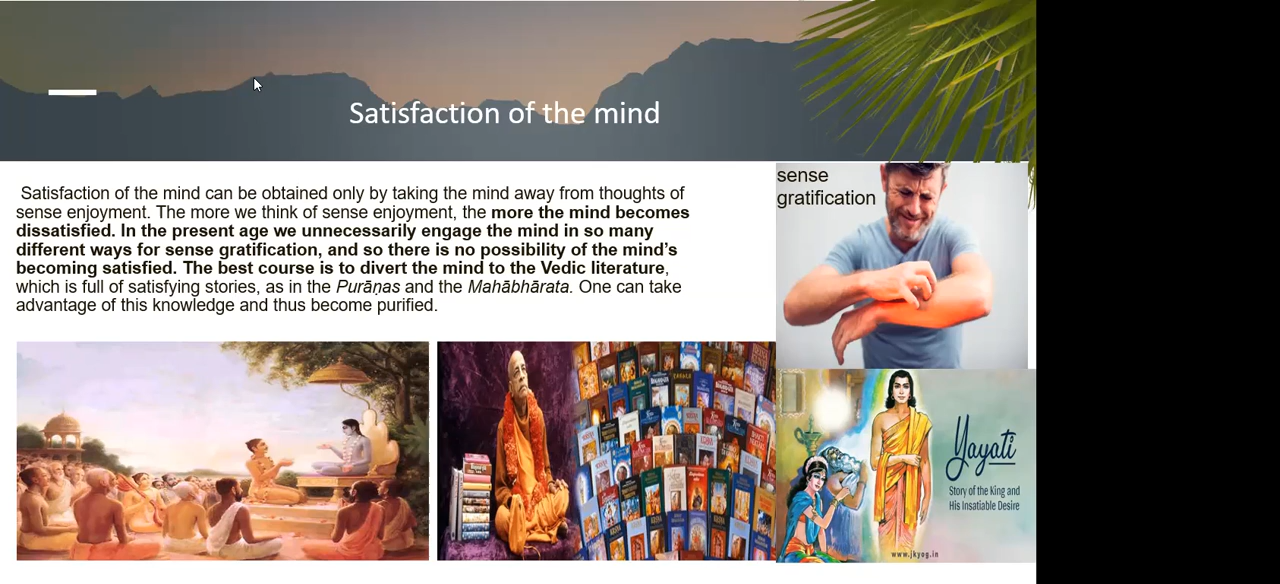 Satisfaction of the mind
Satisfaction of the mind can be obtained only by taking the mind away from thoughts of
sense enjoyment. The more we think of sense enjoyment, the more the mind becomes
dissatisfied. In the present age we unnecessarily engage the mind in so many
different ways for sense gratification, and so there is no possibility of the mind’s
becoming satisfied. The best course is to divert the mind to the Vedic literature,
which is full of satisfying stories, as in the Purāṇas and the Mahābhārata. One can take
advantage of this knowledge and thus become purified.
sense
gratification
Yayati
Story of the King and
His Insatiable Desire
www.jkyog.in